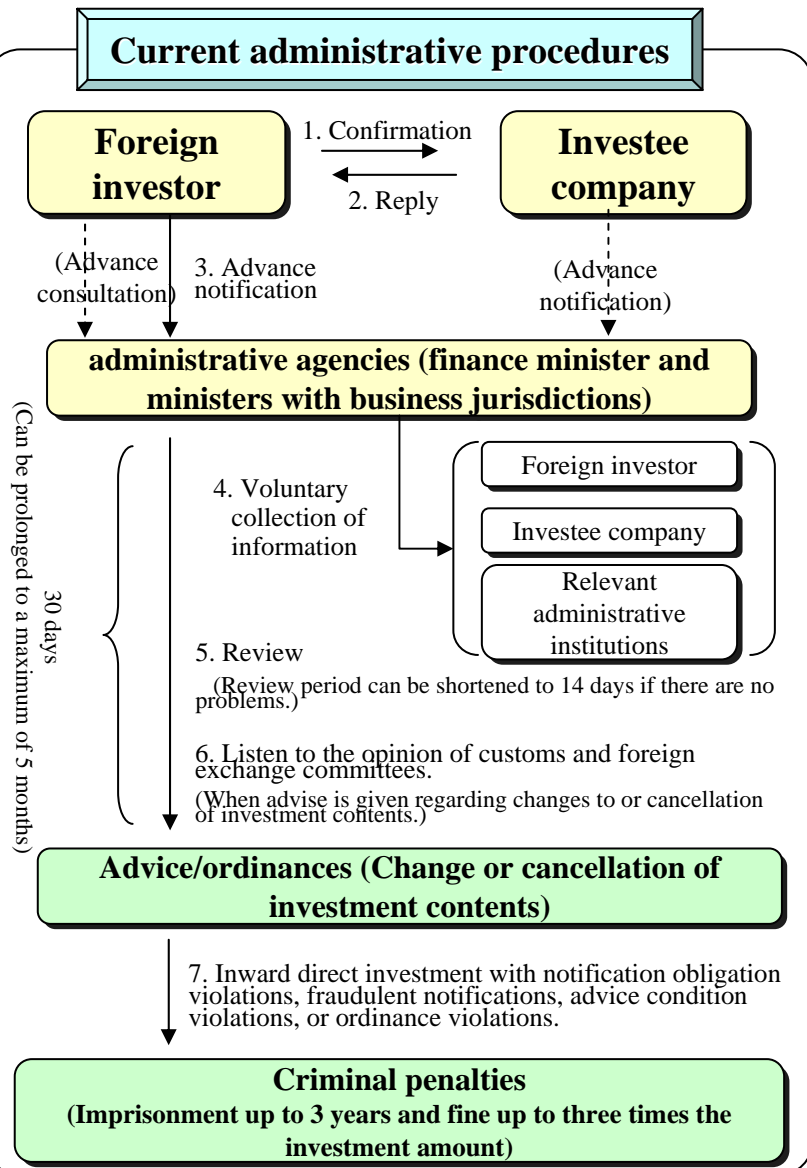 Current administrative procedures
Foreign
investor
1. Confirmation
2. Reply
Investee
company
(Advance
consultation)
3. Advance
notification
(Advance
notification)
administrative agencies (finance minister and
ministers with business jurisdictions)
30 days
(Can be prolonged to a maximum of 5 months)
4. Voluntary
collection of
information
Foreign investor
Investee company
Relevant
administrative
institutions
5. Review
(Review period can be shortened to 14 days if there are no
problems.)
6. Listen to the opinion of customs and foreign
exchange committees.
(When advise is given regarding changes to or cancellation
of investment contents.)
Advice/ordinances (Change or cancellation of
investment contents)
7. Inward direct investment with notification obligation
violations, fraudulent notifications, advice condition
violations, or ordinance violations.
Criminal penalties
(Imprisonment up to 3 years and fine up to three times the
investment amount)